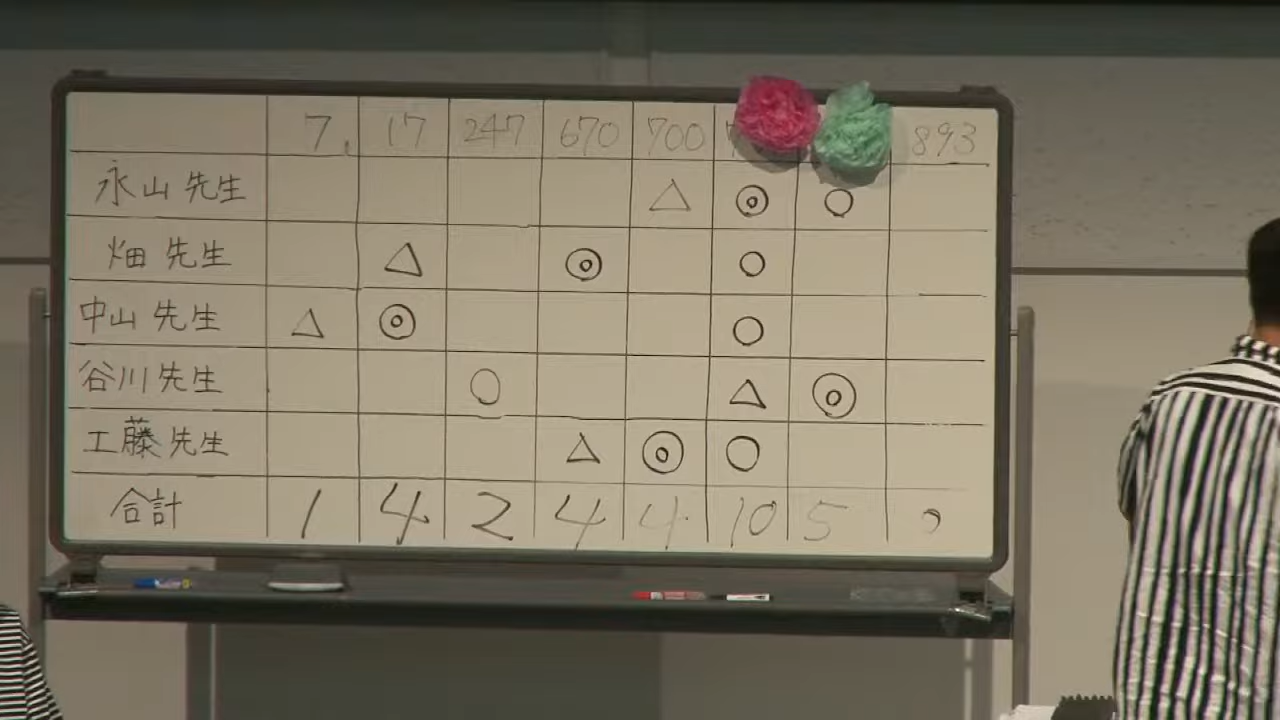 7. 17 247 670 700 893
永山先生 △ ◎ ○
畑先生 △ ◎ ○
中山先生 △ ◎ ○
谷川先生 ○ △ ◎
工藤先生 △ ◎ ○
合計 1 4 2 4 4 10 5 0